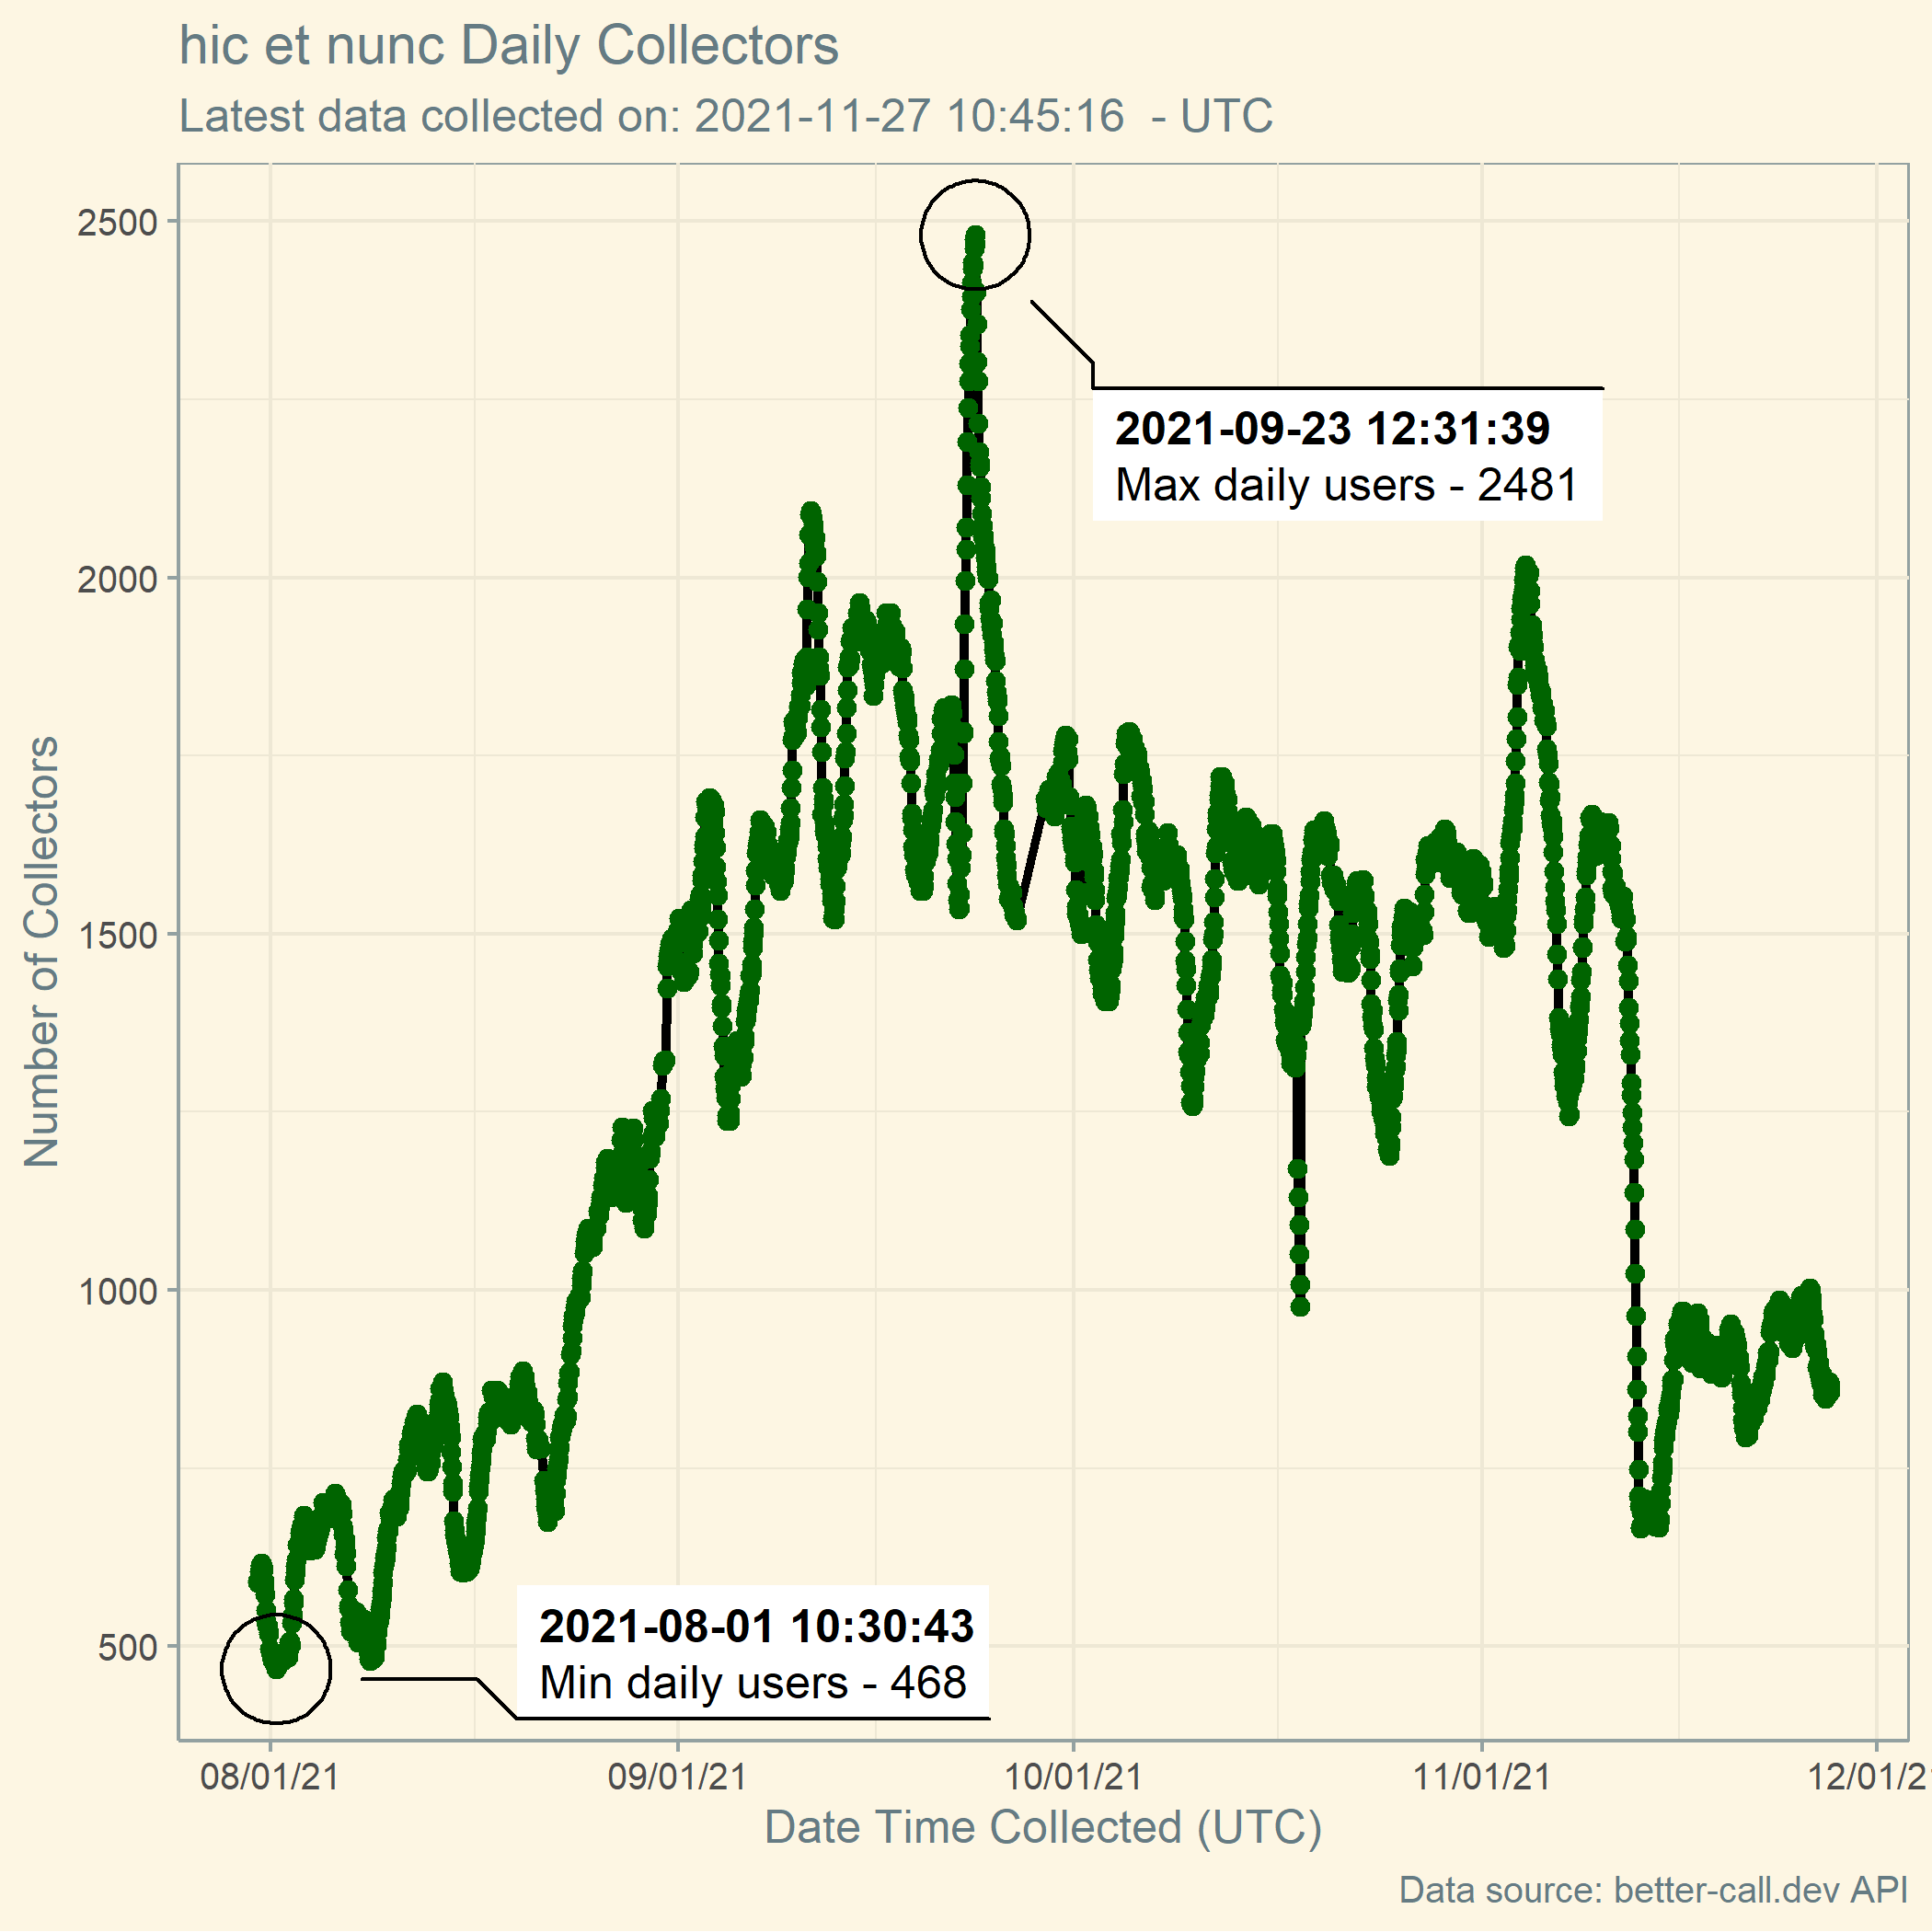 hic et nunc Daily Collectors
Latest data collected on: 2021-11-27 10:45:16  - UTC
Number of Collectors
2500
2000
1500
1000
500
2021-09-23 12:31:39
Max daily users - 2481
2021-08-01 10:30:43
Min daily users - 468
08/01/21 09/01/21 10/01/21 11/01/21 12/01/2
Date Time Collected (UTC)
Data source: better-call.dev API